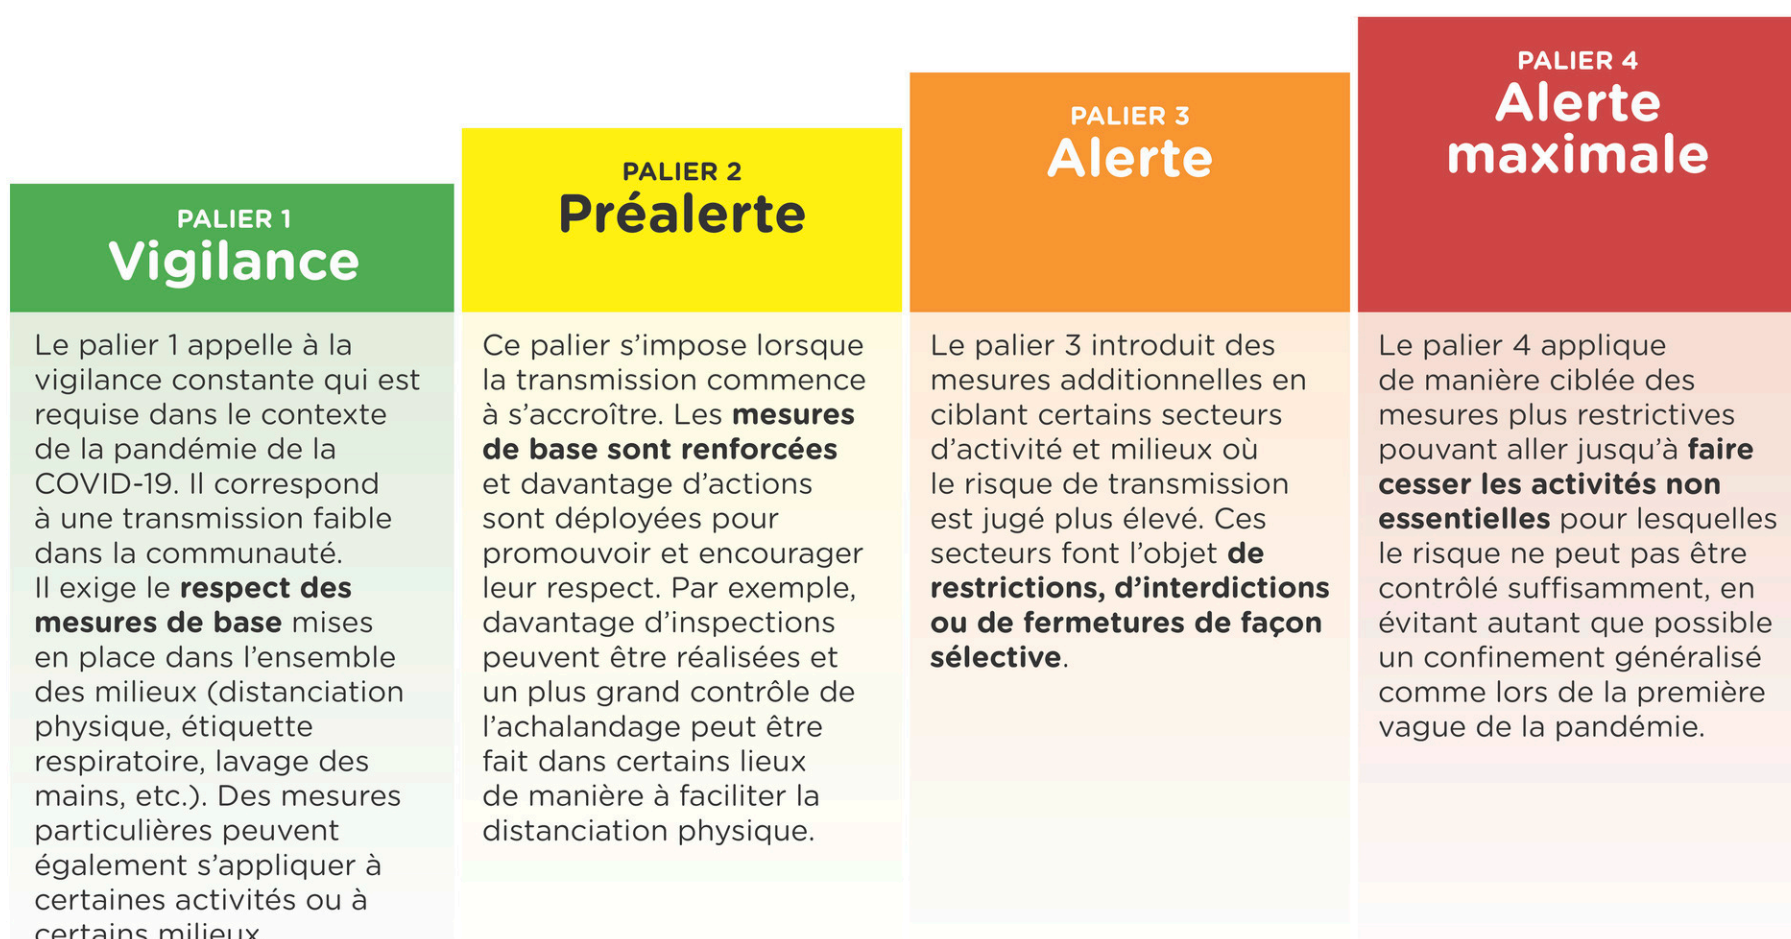 PALIER 1
Vigilance
Le palier 1 appelle à la
vigilance constante qui est
requise dans le contexte
de la pandémie de la
COVID-19. Il correspond
à une transmission faible
dans la communauté.
Il exige le respect des
mesures de base mises
en place dans l’ensemble
des milieux (distanciation
physique, étiquette
respiratoire, lavage des
mains, etc.). Des mesures
particulières peuvent
également s’appliquer à
certaines activités ou à
certains milieux
PALIER 2
Préalerte
Ce palier s’impose lorsque
la transmission commence
à s’accroître. Les mesures
de base sont renforcées
et davantage d’actions
sont déployées pour
promouvoir et encourager
leur respect. Par exemple,
davantage d’inspections
peuvent être réalisées et
un plus grand contrôle de
l’achalandage peut être
fait dans certains lieux
de manière à faciliter la
distanciation physique.
PALIER 3
Alerte
Le palier 3 introduit des
mesures additionnelles en
ciblant certains secteurs
d’activité et milieux où
le risque de transmission
est jugé plus élevé. Ces
secteurs font l’objet de
restrictions, d’interdictions
ou de fermetures de façon
sélective.
PALIER 4
Alerte
maximale
Le palier 4 applique
de manière ciblée des
mesures plus restrictives
pouvant aller jusqu’à faire
cesser les activités non
essentielles pour lesquelles
le risque ne peut pas être
contrôlé suffisamment, en
évitant autant que possible
un confinement généralisé
comme lors de la première
vague de la pandémie.